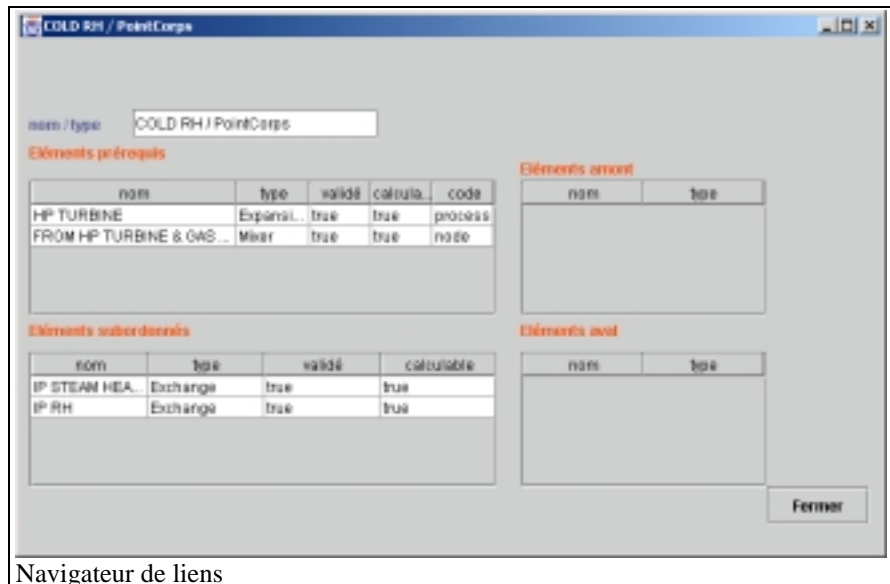 COLD RH / PointCorps
nom / type COLD RH / PointCorps
Eléments prérequis
nom type validé calcula... code
HP TURBINE Expansi... true true process
FROM HP TURBINE & GAS ... Mixer true true node
Eléments amont
nom type
Eléments subordonnés
nom type validé calculable
IP STEAM HEA... Exchange true true
IP RH Exchange true true
Eléments aval
nom type
Fermer
Navigateur de liens